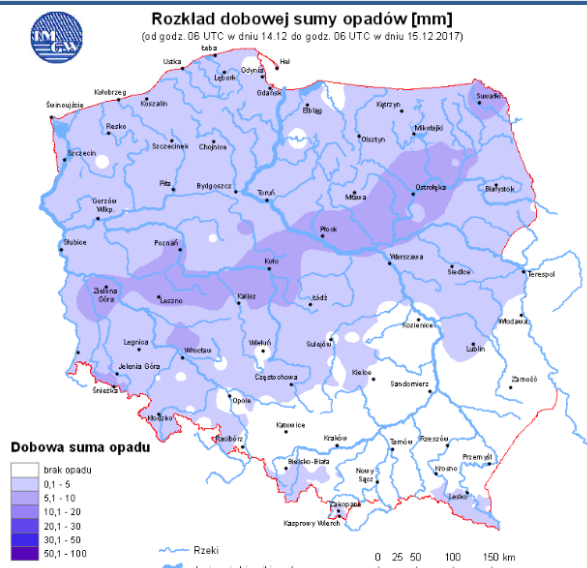 IMGW
Rozkład dobowej sumy opadów [mm]
(od godz. 06 UTC w dniu 14.12 do godz. 06 UTC w dniu 15.12.2017)
Łeba
Hel
Ustka
Gdynia
Lębork
Gdańsk
Kołobrzeg
Koszalin
Świnoujście
Elbląg
Kętrzyn
Suwałki
Resko
Mikołajki
Olsztyn
Szczecinek
Chojnice
Szczecin
Piła
Bydgoszcz
Toruń
Mława
Ostrołęka
Białystok
Gorzów
Wlkp.
Płock
Słubice
Poznań
Koło
Warszawa
Siedlce
Terespol
Zielona
Góra
Leszno
Kalisz
Łódź
Kozienice
Włodawa
Legnica
Wrocław
Wieluń
Sulejów
Lublin
Jelenia Góra
Śnieżka
Częstochowa
Kielce
Sandomierz
Zamość
Opole
Kłodzko
Racibórz
Katowice
Kraków
Tarnów
Rzeszów
Przemyśl
Bielsko-Biała
Nowy
Sącz
Krosno
Lesko
Zakopane
Kasprowy Wierch
Dobowa suma opadu
brak opadu
0,1 - 5
5,1 - 10
10,1 - 20
20,1 - 30
30,1 - 50
50,1 - 100
Rzeki
0 25 50 100 150 km